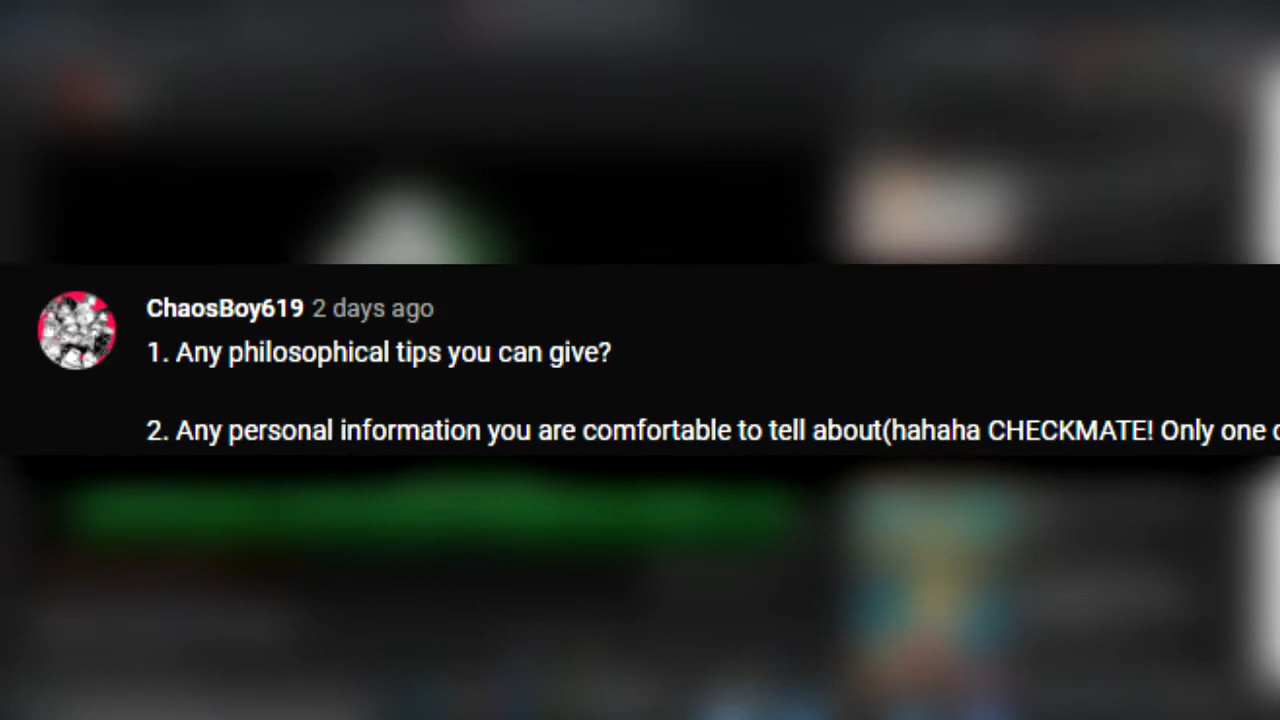 ChaosBoy619 2 days ago
1. Any philosophical tips you can give?
2. Any personal information you are comfortable to tell about(hahaha CHECKMATE! Only one